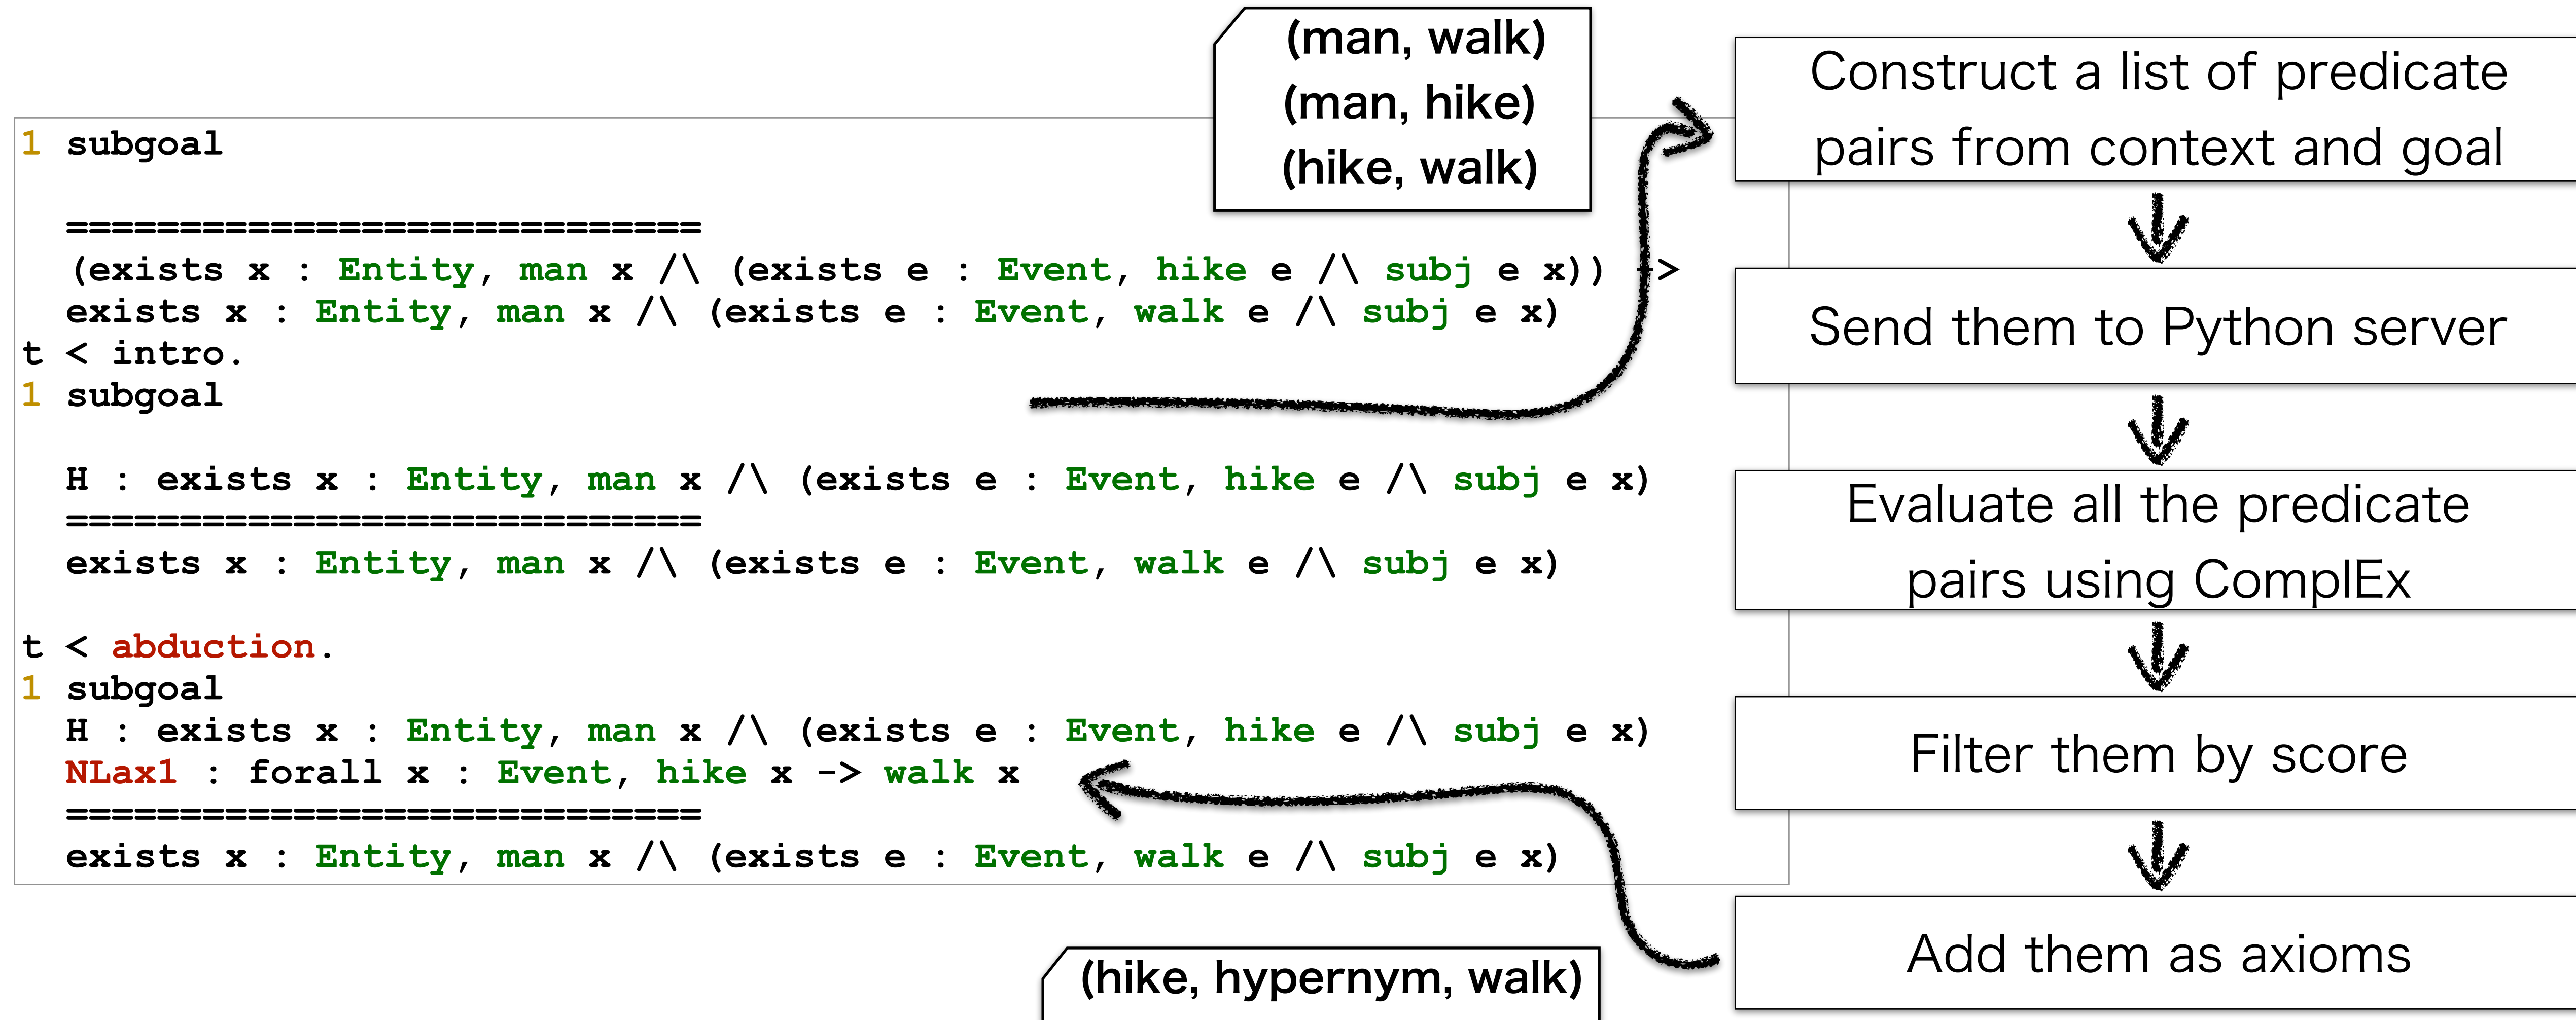 (man, walk)
(man, hike)
(hike, walk)
1 subgoal
============================
(exists x : Entity, man x /\ (exists e : Event, hike e /\ subj e x)) ->
exists x : Entity, man x /\ (exists e : Event, walk e /\ subj e x)
t < intro.
1 subgoal
H : exists x : Entity, man x /\ (exists e : Event, hike e /\ subj e x)
============================
exists x : Entity, man x /\ (exists e : Event, walk e /\ subj e x)
t < abduction.
1 subgoal
H : exists x : Entity, man x /\ (exists e : Event, hike e /\ subj e x)
NLax1 : forall x : Event, hike x -> walk x
============================
exists x : Entity, man x /\ (exists e : Event, walk e /\ subj e x)
(hike, hypernym, walk)
Construct a list of predicate
pairs from context and goal
Send them to Python server
Evaluate all the predicate
pairs using ComplEx
Filter them by score
Add them as axioms